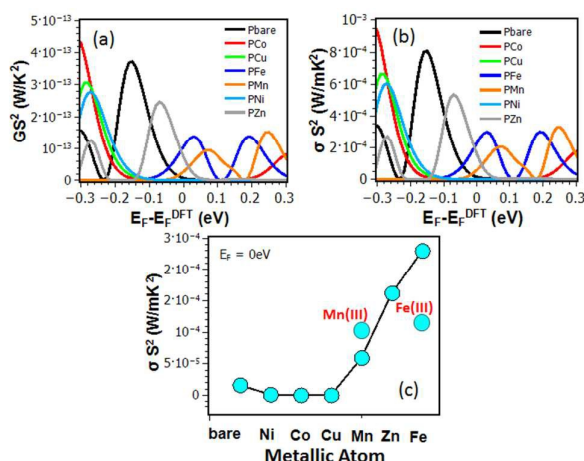 5·10⁻¹³
4·10⁻¹³
3·10⁻¹³
2·10⁻¹³
1·10⁻¹³
0
GS² (W/K²)
(a)
Pbare
PCo
PCu
PFe
PMn
PNi
PZn
−0.3 −0.2 −0.1 0 0.1 0.2 0.3
E_F-E_F^DFT (eV)
10⁻³
8·10⁻⁴
6·10⁻⁴
4·10⁻⁴
2·10⁻⁴
0
σ S² (W/mK²)
(b)
Pbare
PCo
PCu
PFe
PMn
PNi
PZn
−0.3 −0.2 −0.1 0 0.1 0.2 0.3
E_F-E_F^DFT (eV)
3·10⁻⁴
2·10⁻⁴
2·10⁻⁴
1·10⁻⁴
5·10⁻⁵
0
σ S² (W/mK²)
E_F = 0eV
Mn(III)
Fe(III)
(c)
bare Ni Co Cu Mn Zn Fe
Metallic Atom